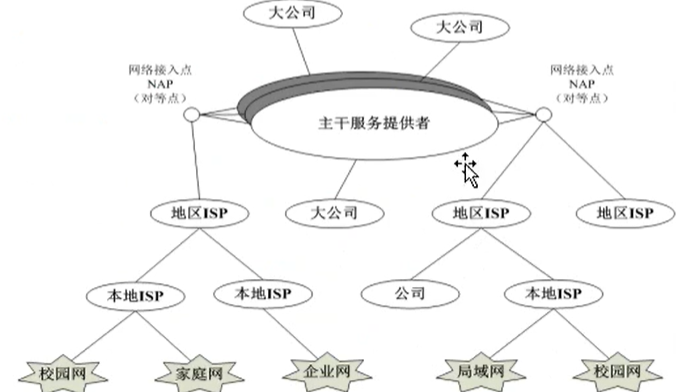 大公司
大公司
网络接入点
NAP
（对等点）
网络接入点
NAP
（对等点）
主干服务提供者
地区ISP
大公司
地区ISP
地区ISP
本地ISP
本地ISP
公司
本地ISP
校园网
家庭网
企业网
局域网
校园网